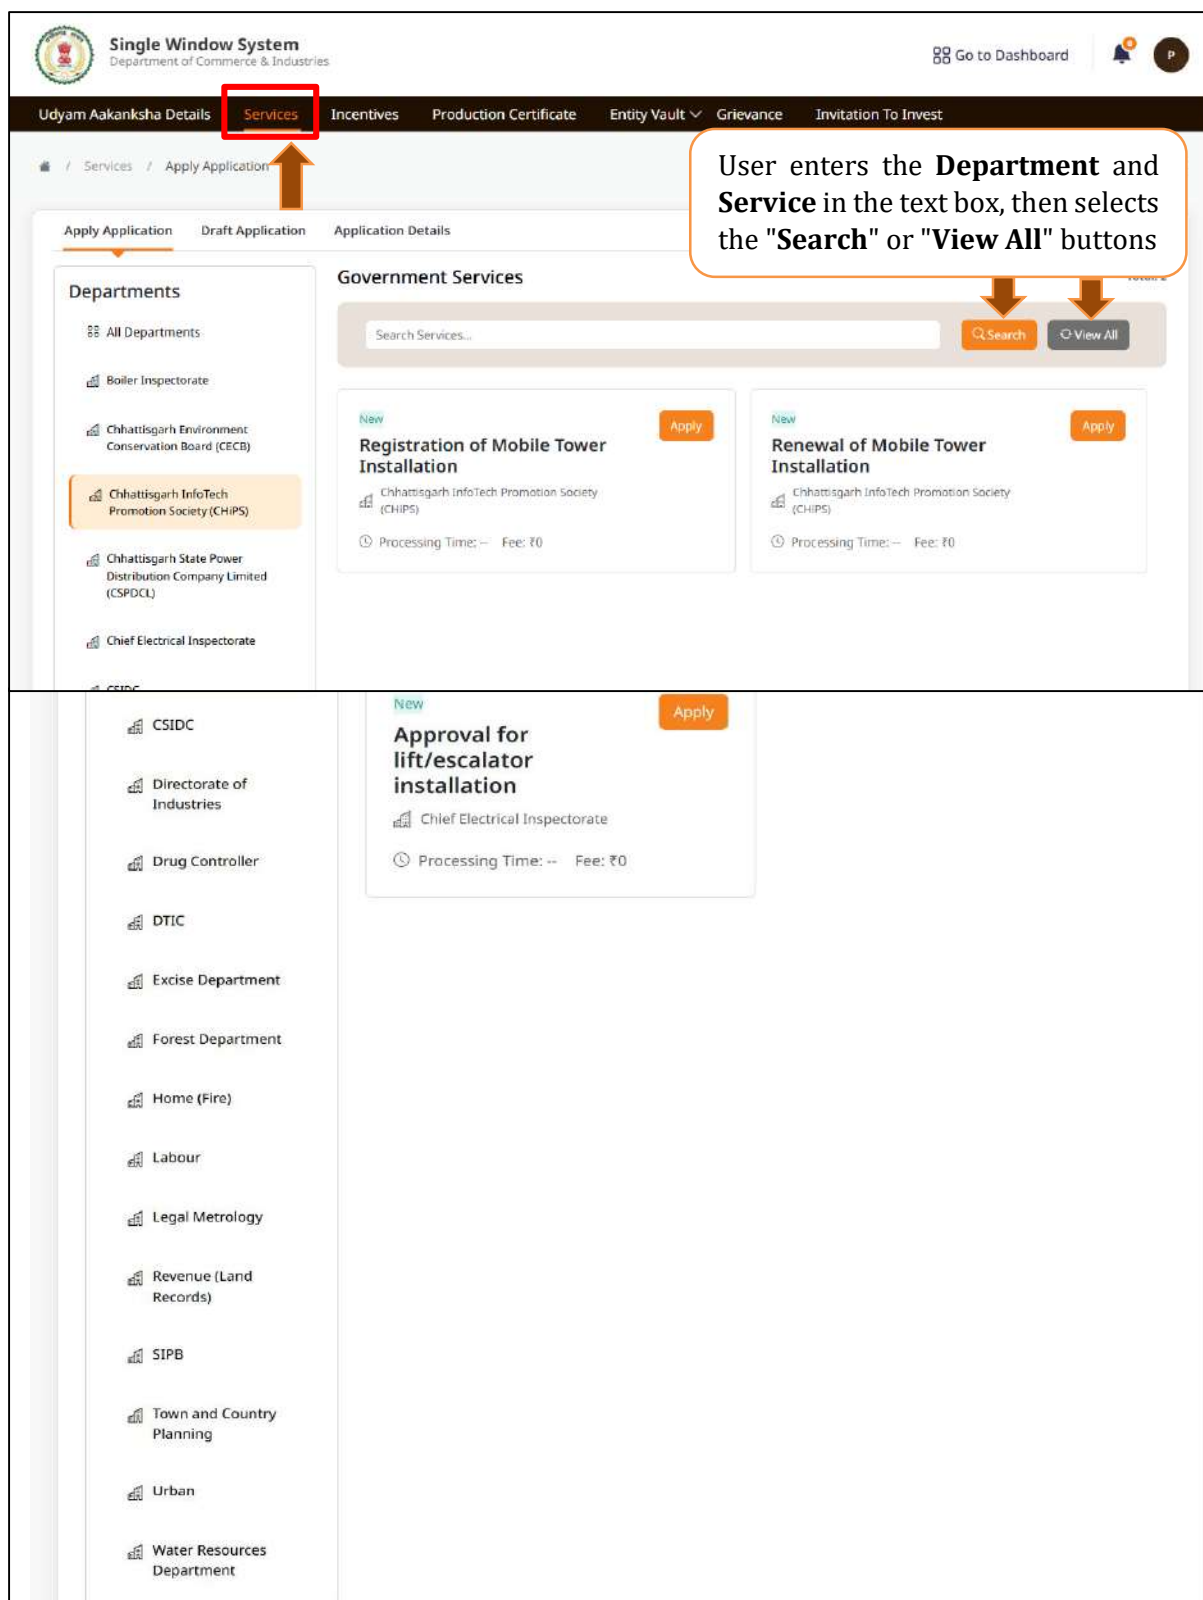 Single Window System
Department of Commerce & Industries
Go to Dashboard
P
Udyam Aakanksha Details Services Incentives Production Certificate Entity Vault Grievance Invitation To Invest
/ Services / Apply Application
User enters the Department and
Service in the text box, then selects
the "Search" or "View All" buttons
Apply Application Draft Application Application Details
Departments
All Departments
Boiler Inspectorate
Chhattisgarh Environment
Conservation Board (CECB)
Chhattisgarh InfoTech
Promotion Society (CHiPS)
Chhattisgarh State Power
Distribution Company Limited
(CSPDCL)
Chief Electrical Inspectorate
CSIDC
Government Services
Search Services...
Search
View All
New
Apply
Registration of Mobile Tower
Installation
Chhattisgarh InfoTech Promotion Society
(CHiPS)
Processing Time: -- Fee: ₹0
New
Apply
Renewal of Mobile Tower
Installation
Chhattisgarh InfoTech Promotion Society
(CHiPS)
Processing Time: -- Fee: ₹0
CSIDC
Directorate of
Industries
Drug Controller
DTIC
Excise Department
Forest Department
Home (Fire)
Labour
Legal Metrology
Revenue (Land
Records)
SIPB
Town and Country
Planning
Urban
Water Resources
Department
New
Apply
Approval for
lift/escalator
installation
Chief Electrical Inspectorate
Processing Time: -- Fee: ₹0